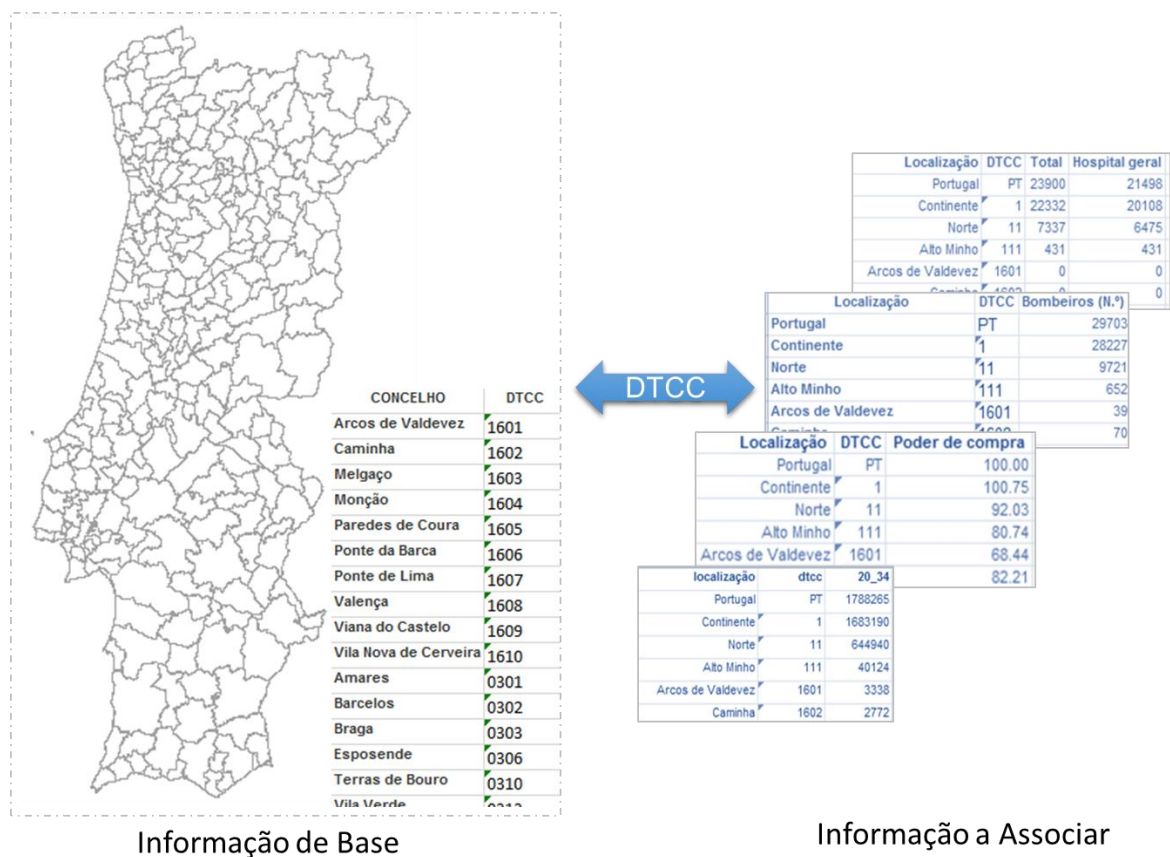 CONCELHO DTCC
Arcos de Valdevez 1601
Caminha 1602
Melgaço 1603
Monção 1604
Paredes de Coura 1605
Ponte da Barca 1606
Ponte de Lima 1607
Valença 1608
Viana do Castelo 1609
Vila Nova de Cerveira 1610
Amares 0301
Barcelos 0302
Braga 0303
Esposende 0306
Terras de Bouro 0310
Vila Verde
Informação de Base
DTCC
Localização DTCC Total Hospital geral
Portugal PT 23900 21498
Continente 1 22332 20108
Norte 11 7337 6475
Alto Minho 111 431 431
Arcos de Valdevez 1601 0 0
0
Localização DTCC Bombeiros (N.º)
Portugal PT 29703
Continente 1 28227
Norte 11 9721
Alto Minho 111 652
Arcos de Valdevez 1601 39
70
Localização DTCC Poder de compra
Portugal PT 100.00
Continente 1 100.75
Norte 11 92.03
Alto Minho 111 80.74
Arcos de Valdevez 1601 68.44
82.21
localização dtcc 20_34
Portugal PT 1788265
Continente 1 1683190
Norte 11 644940
Alto Minho 111 40124
Arcos de Valdevez 1601 3338
Caminha 1602 2772
Informação a Associar